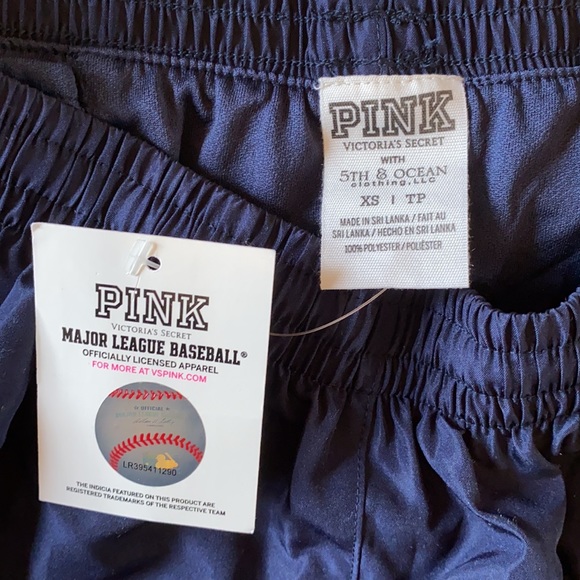 PINK
VICTORIA'S SECRET
WITH
5TH & OCEAN
clothing, LLC
XS | TP
MADE IN SRI LANKA / FAIT AU
SRI LANKA / HECHO EN SRI LANKA
100% POLYESTER / POLIÉSTER
PINK
VICTORIA'S SECRET
MAJOR LEAGUE BASEBALL®
OFFICIALLY LICENSED APPAREL
FOR MORE AT VSPINK.COM
OFFICIAL
LR395411290
THE INDICIA FEATURED ON THIS PRODUCT ARE
REGISTERED TRADEMARKS OF THE RESPECTIVE TEAM